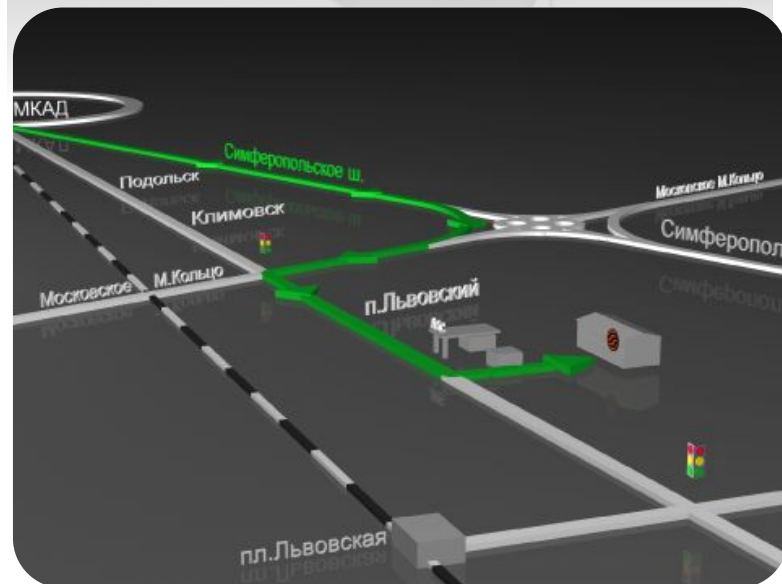 МКАД
Симферопольское ш.
Подольск
Московское М.Кольцо
Климовск
Симферопол
Московское М.Кольцо
п.Львовский
пл.Львовская